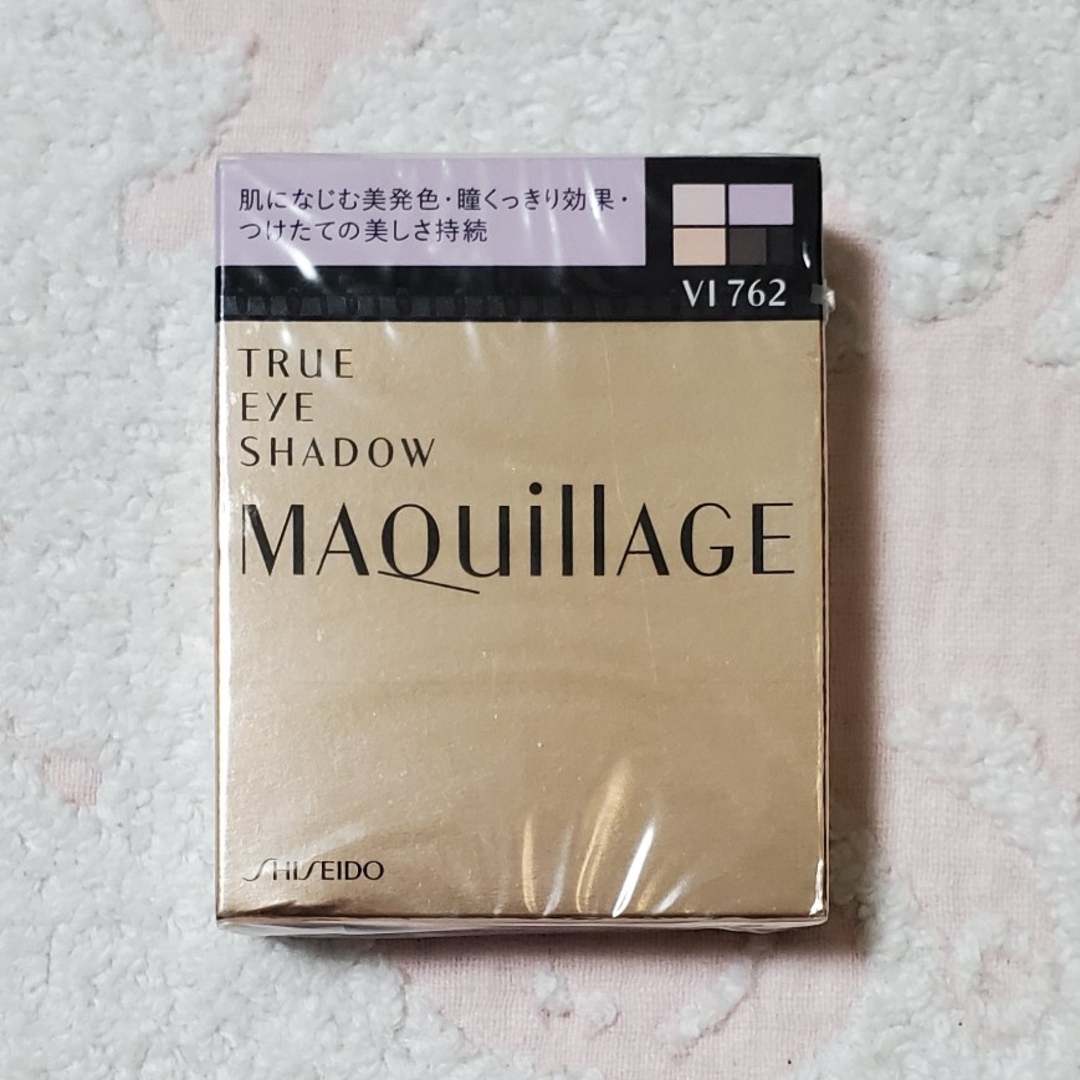 肌になじむ美発色・瞳くっきり効果・
つけたての美しさ持続
VI 762
TRUE
EYE
SHADOW
MAQuillAGE
SHISEIDO